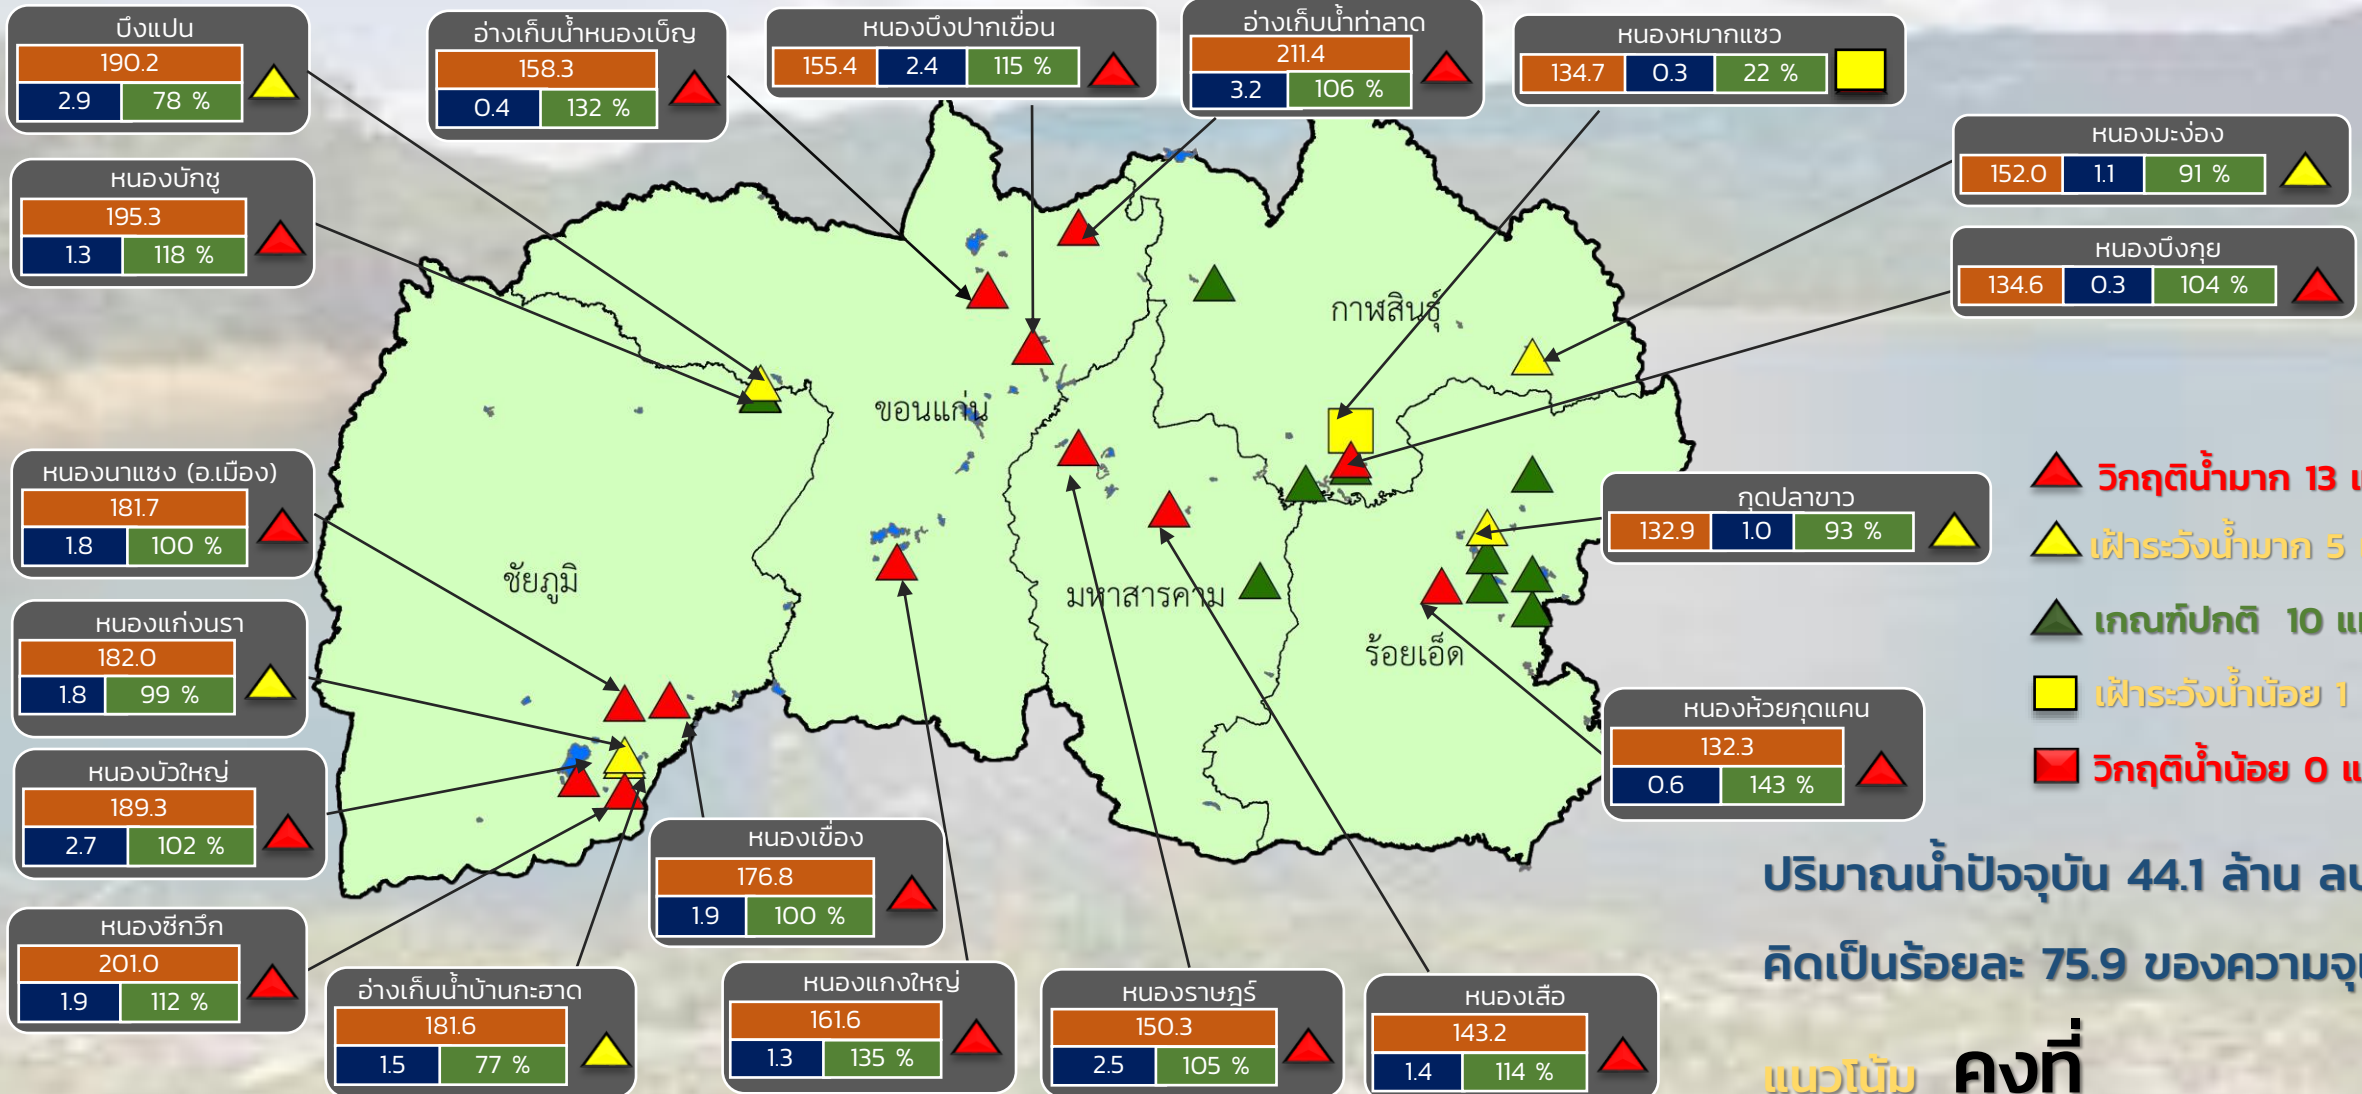 บึงแปน
190.2
2.9 78 %
อ่างเก็บน้ำหนองเบ็ญ
158.3
0.4 132 %
หนองบึงปากเขื่อน
155.4 2.4 115 %
อ่างเก็บน้ำท่าลาด
211.4
3.2 106 %
หนองหมากแซว
134.7 0.3 22 %
หนองมะง่อง
152.0 1.1 91 %
หนองบักชู
195.3
1.3 118 %
หนองบึงกุย
134.6 0.3 104 %
กาฬสินธุ์
ขอนแก่น
ชัยภูมิ
มหาสารคาม
ร้อยเอ็ด
หนองนาแซง (อ.เมือง)
181.7
1.8 100 %
กุดปลาขาว
132.9 1.0 93 %
วิกฤติน้ำมาก 13
เฝ้าระวังน้ำมาก 5
เกณฑ์ปกติ 10
เฝ้าระวังน้ำน้อย 1
วิกฤติน้ำน้อย 0
หนองแก่งนรา
182.0
1.8 99 %
หนองห้วยกุดแคน
132.3
0.6 143 %
หนองบัวใหญ่
189.3
2.7 102 %
หนองเขื่อง
176.8
1.9 100 %
หนองซีกวึก
201.0
1.9 112 %
อ่างเก็บน้ำบ้านกะฮาด
181.6
1.5 77 %
หนองแกงใหญ่
161.6
1.3 135 %
หนองราษฎร์
150.3
2.5 105 %
หนองเสือ
143.2
1.4 114 %
ปริมาณน้ำปัจจุบัน 44.1 ล้าน
คิดเป็นร้อยละ 75.9 ของความจุ
แนวโน้ม คงที่